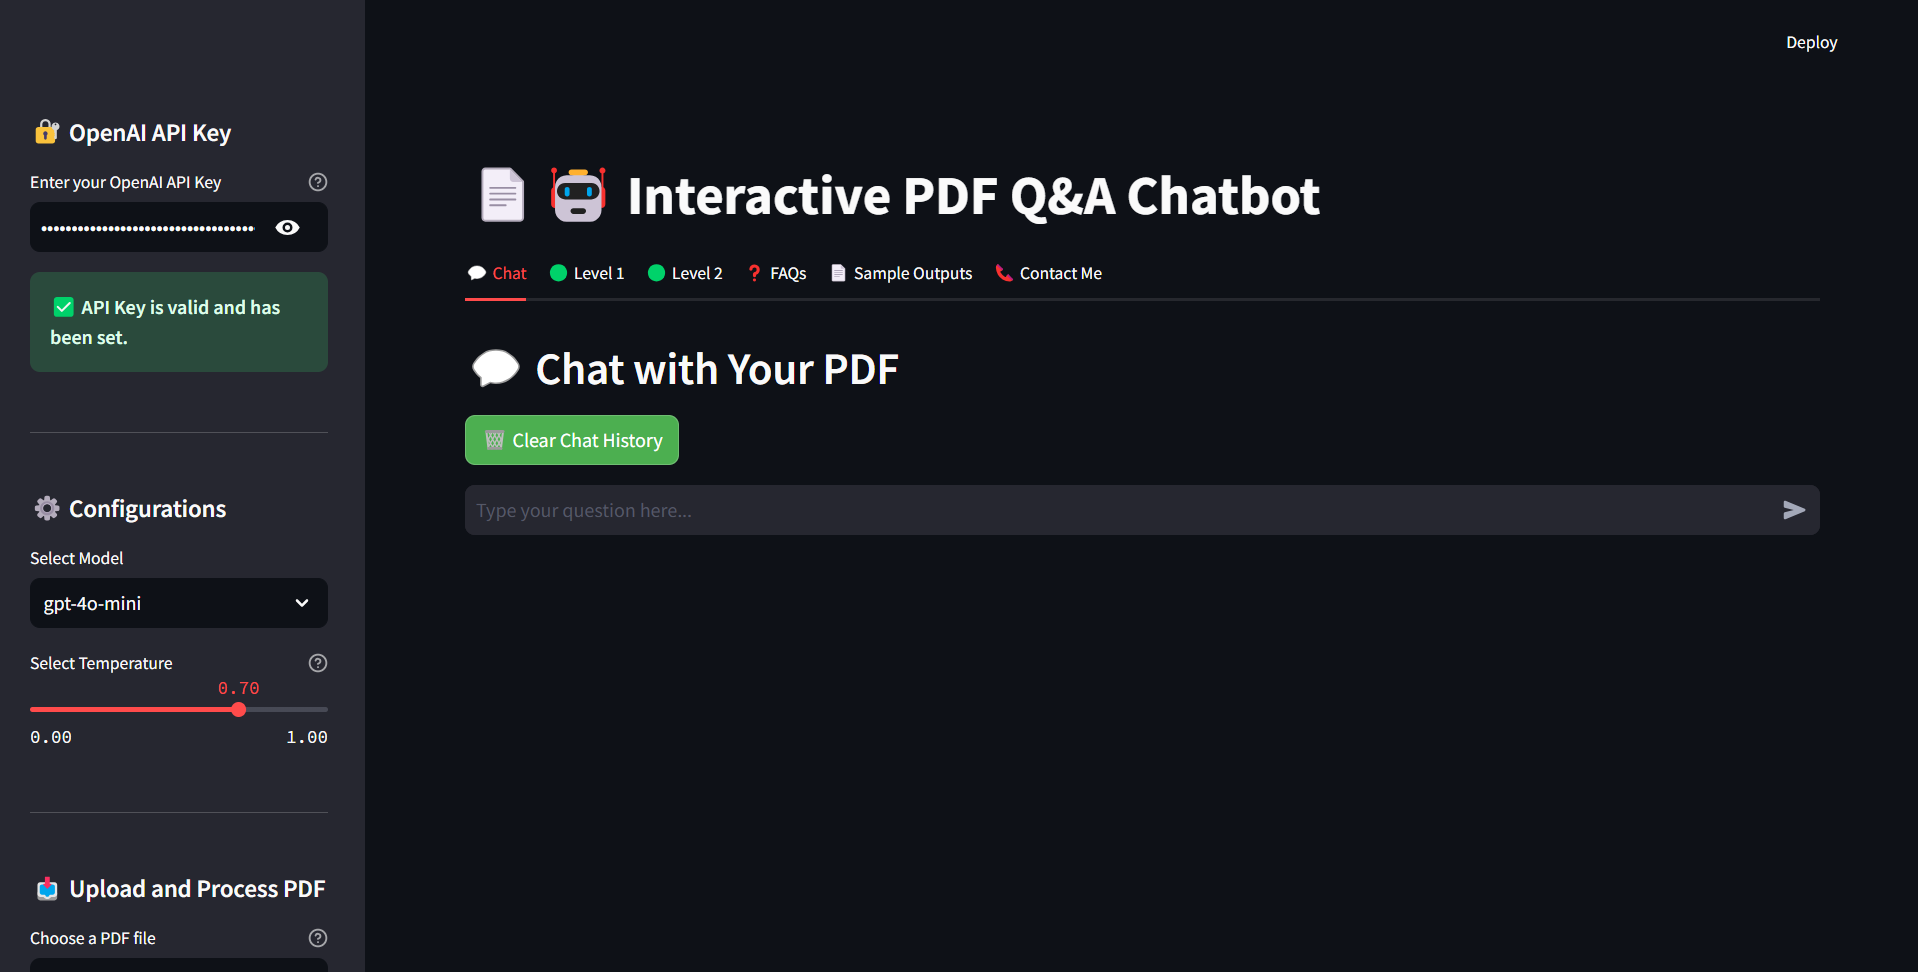 Deploy
OpenAI API Key
Enter your OpenAI API Key
API Key is valid and has
been set.
Configurations
Select Model
gpt-4o-mini
Select Temperature
0.70
0.00 1.00
Upload and Process PDF
Choose a PDF file
Interactive PDF Q&A Chatbot
Chat Level 1 Level 2 FAQs Sample Outputs Contact Me
Chat with Your PDF
Clear Chat History
Type your question here...